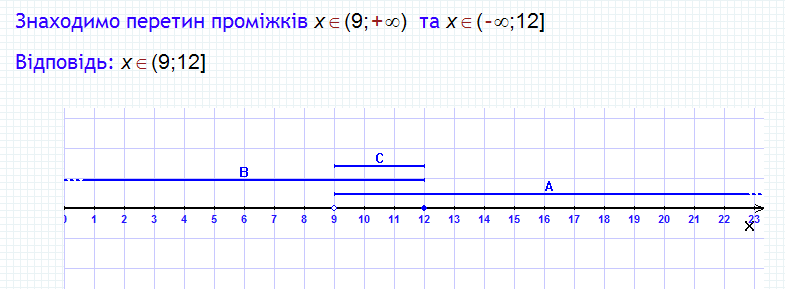 Знаходимо перетин проміжків x∈(9;+∞) та x∈(-∞;12]
Відповідь: x∈(9;12]
C
B
A
0 1 2 3 4 5 6 7 8 9 10 11 12 13 14 15 16 17 18 19 20 21 22 23
X